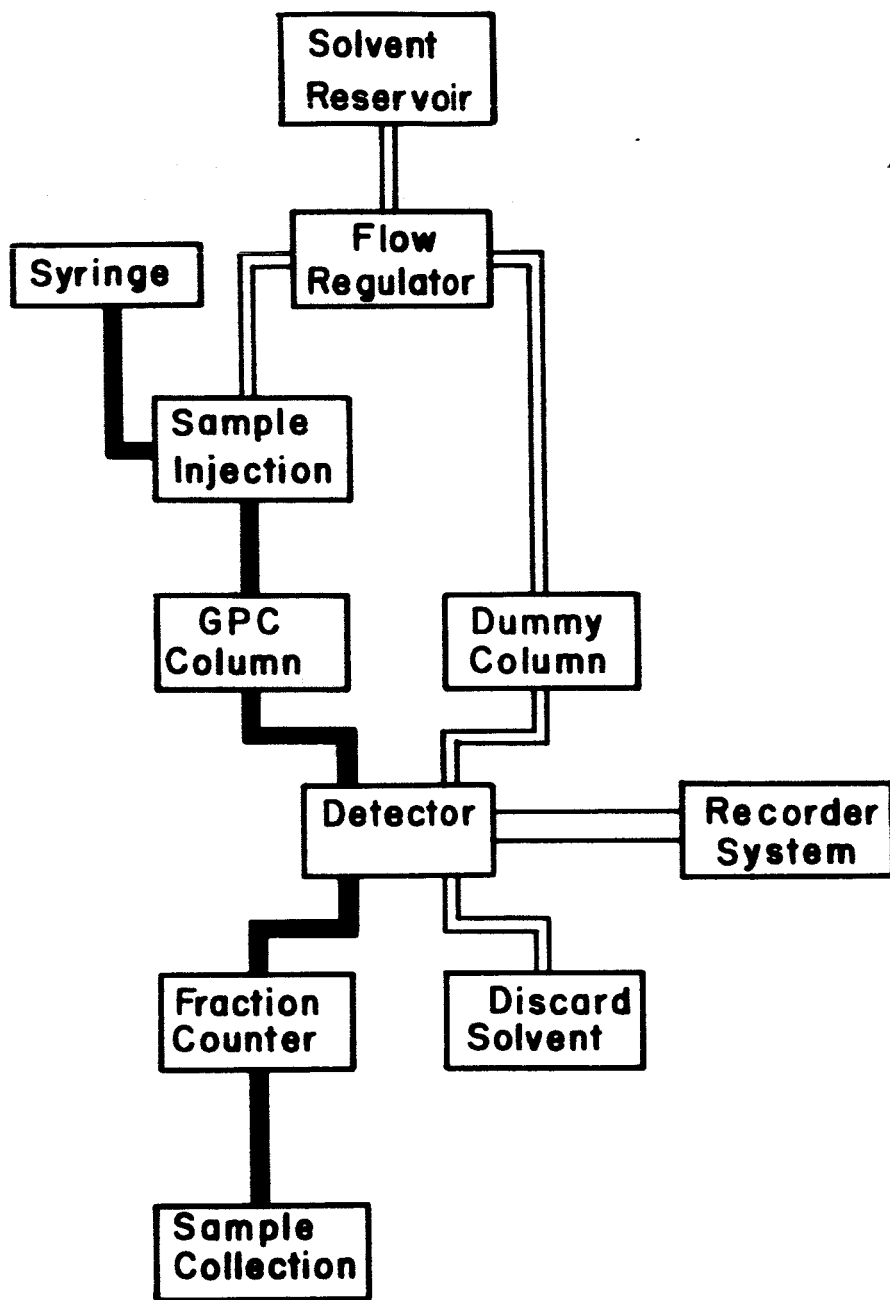 Solvent
Reservoir
Flow
Regulator
Syringe
Sample
Injection
GPC
Column
Dummy
Column
Detector
Recorder
System
Fraction
Counter
Discard
Solvent
Sample
Collection